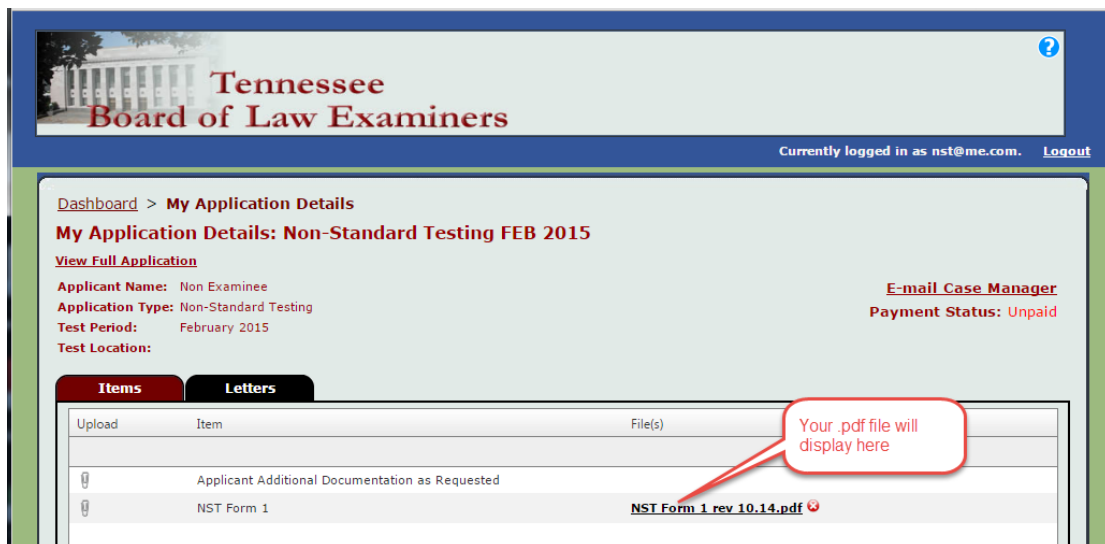 Tennessee
Board of Law Examiners
?
Currently logged in as nst@me.com. Logout
Dashboard > My Application Details
My Application Details: Non-Standard Testing FEB 2015
View Full Application
Applicant Name: Non Examinee
E-mail Case Manager
Application Type: Non-Standard Testing
Payment Status: Unpaid
Test Period: February 2015
Test Location:
Items Letters
Upload Item File(s)
Your .pdf file will
display here
Applicant Additional Documentation as Requested
NST Form 1 NST Form 1 rev 10.14.pdf